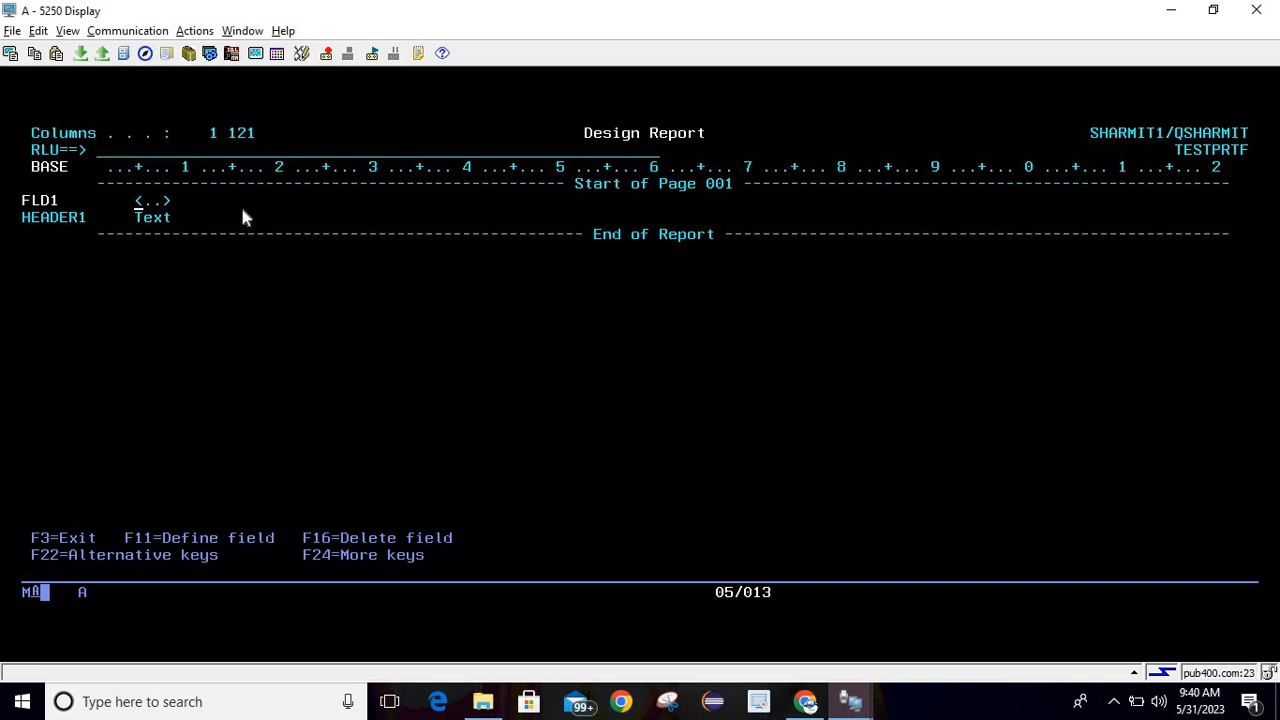 A - 5250 Display
File Edit View Communication Actions Window Help
Columns . . . : 1 121 Design Report SHARMIT1/QSHARMIT
RLU==> TESTPRTF
BASE ...+... 1 ...+... 2 ...+... 3 ...+... 4 ...+... 5 ...+... 6 ...+... 7 ...+... 8 ...+... 9 ...+... 0 ...+... 1 ...+... 2
---------------------------------------------------- Start of Page 001 ----------------------------------------------------
FLD1 <..>
HEADER1 Text
---------------------------------------------------- End of Report ------------------------------------------------------
F3=Exit F11=Define field F16=Delete field
F22=Alternative keys F24=More keys
MA A 05/013
pub400.com:23
Type here to search 99+ 9:40 AM
5/31/2023 1